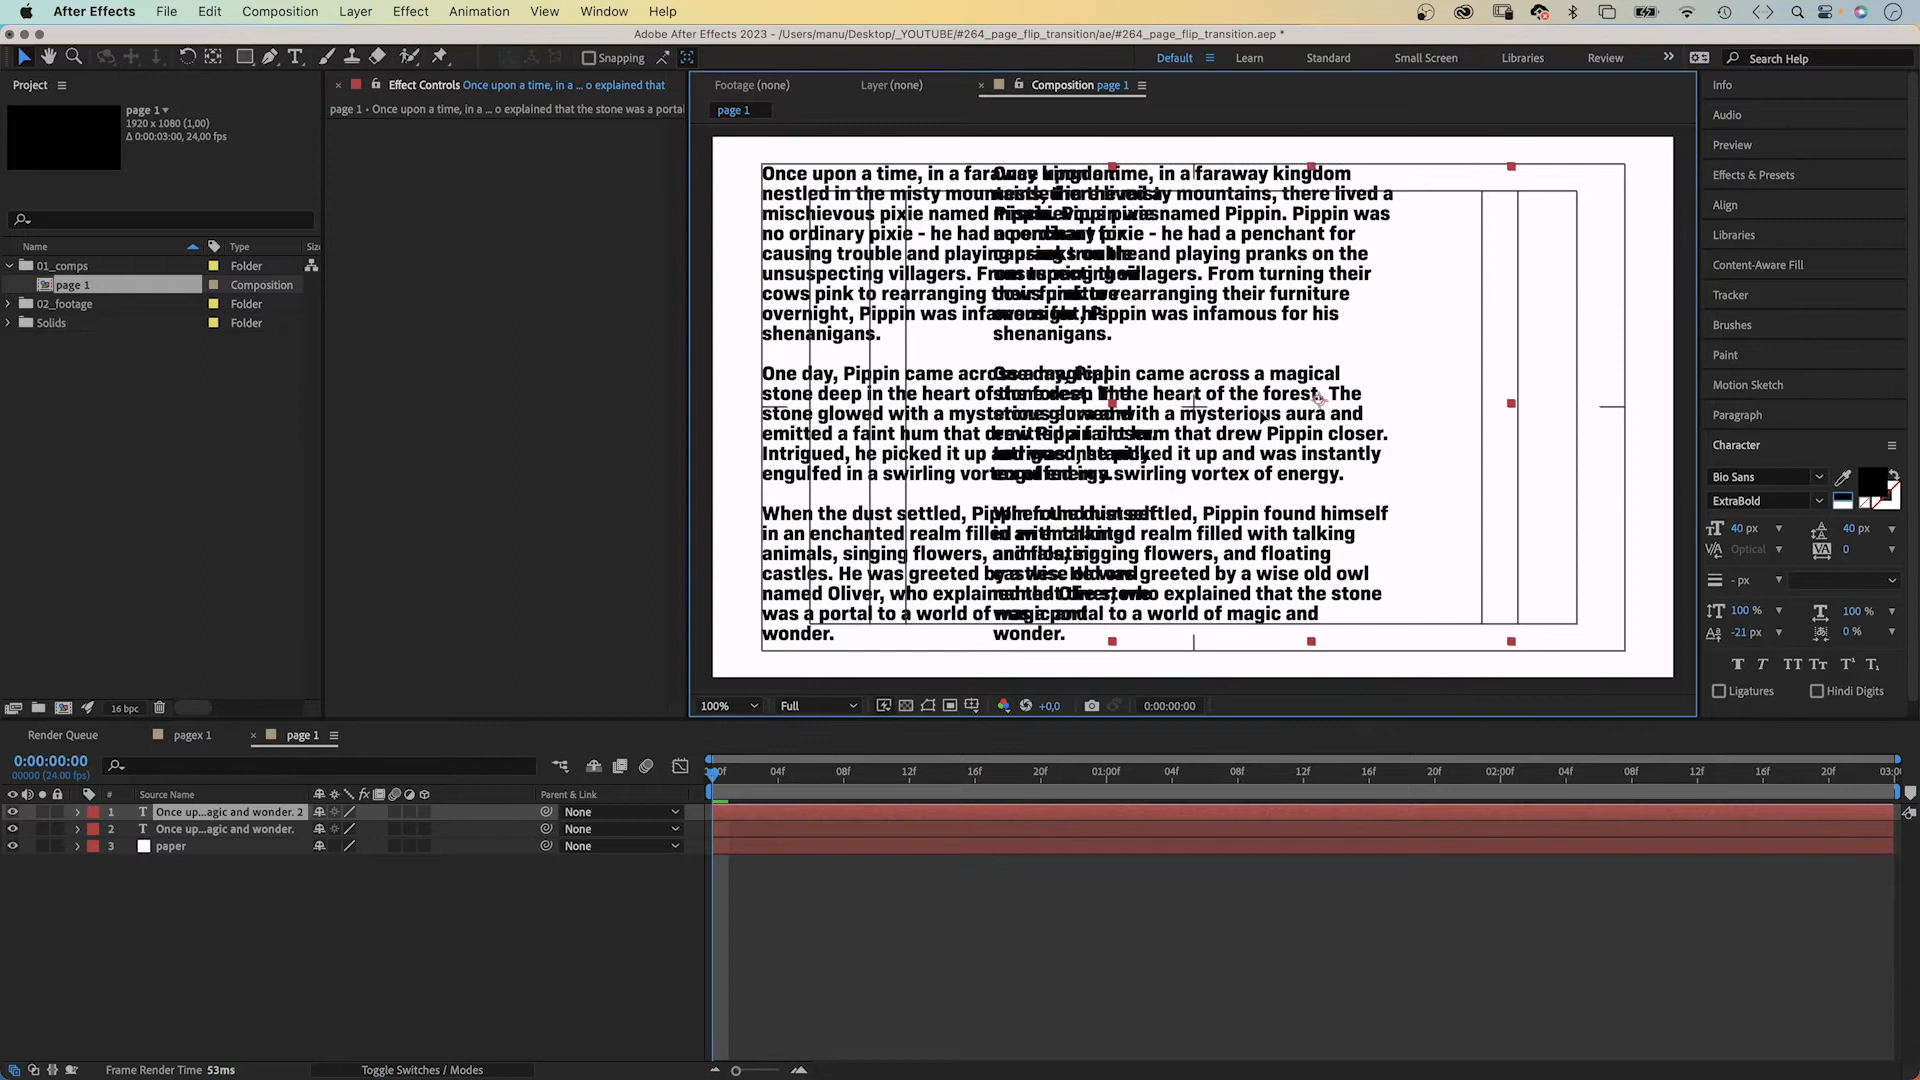 After Effects File Edit Composition Layer Effect Animation View Window Help
Adobe After Effects 2023 - /Users/manu/Desktop/_YOUTUBE/#264_page_flip_transition/ae/#264_page_flip_transition.aep *
Snapping Default Learn Standard Small Screen Libraries Review Search Help
Project
page 1
1920 x 1080 (1,00)
Δ 0:00:03:00, 24,00 fps
Name Type Siz
01_comps Folder
page 1 Composition
02_footage Folder
Solids Folder
16 bpc
Effect Controls Once upon a time, in a ... o explained that
page 1 • Once upon a time, in a ... o explained that the stone was a portal
Footage (none) Layer (none) Composition page 1
page 1
Once upon a time, in a faraway kingdom
nestled in the misty mountains, there lived a
mischievous pixie named Pippin. Pippin was
no ordinary pixie - he had a penchant for
causing trouble and playing pranks on the
unsuspecting villagers. From turning their
cows pink to rearranging their furniture
overnight, Pippin was infamous for his
shenanigans.
One day, Pippin came across a magical
stone deep in the heart of the forest. The
stone glowed with a mysterious aura and
emitted a faint hum that drew Pippin closer.
Intrigued, he picked it up and was instantly
engulfed in a swirling vortex of energy.
When the dust settled, Pippin found himself
in an enchanted realm filled with talking
animals, singing flowers, and floating
castles. He was greeted by a wise old owl
named Oliver, who explained that the stone
was a portal to a world of magic and
wonder.
shenanigans.
wonder.
100% Full +0,0 0:00:00:00
Info
Audio
Preview
Effects & Presets
Align
Libraries
Content-Aware Fill
Tracker
Brushes
Paint
Motion Sketch
Paragraph
Character
Bio Sans
ExtraBold
40 px 40 px
Optical 0
- px
100 % 100 %
-21 px 0 %
Ligatures Hindi Digits
Render Queue pagex 1 page 1
0:00:00:00
00000 (24.00 fps)
04f 08f 12f 16f 20f 01:00f 04f 08f 12f 16f 20f 02:00f 04f 08f 12f 16f 20f 03:00
# Source Name fx Parent & Link
1 T Once up...agic and wonder. 2 None
2 T Once up...agic and wonder. None
3 paper None
Frame Render Time 53ms Toggle Switches / Modes